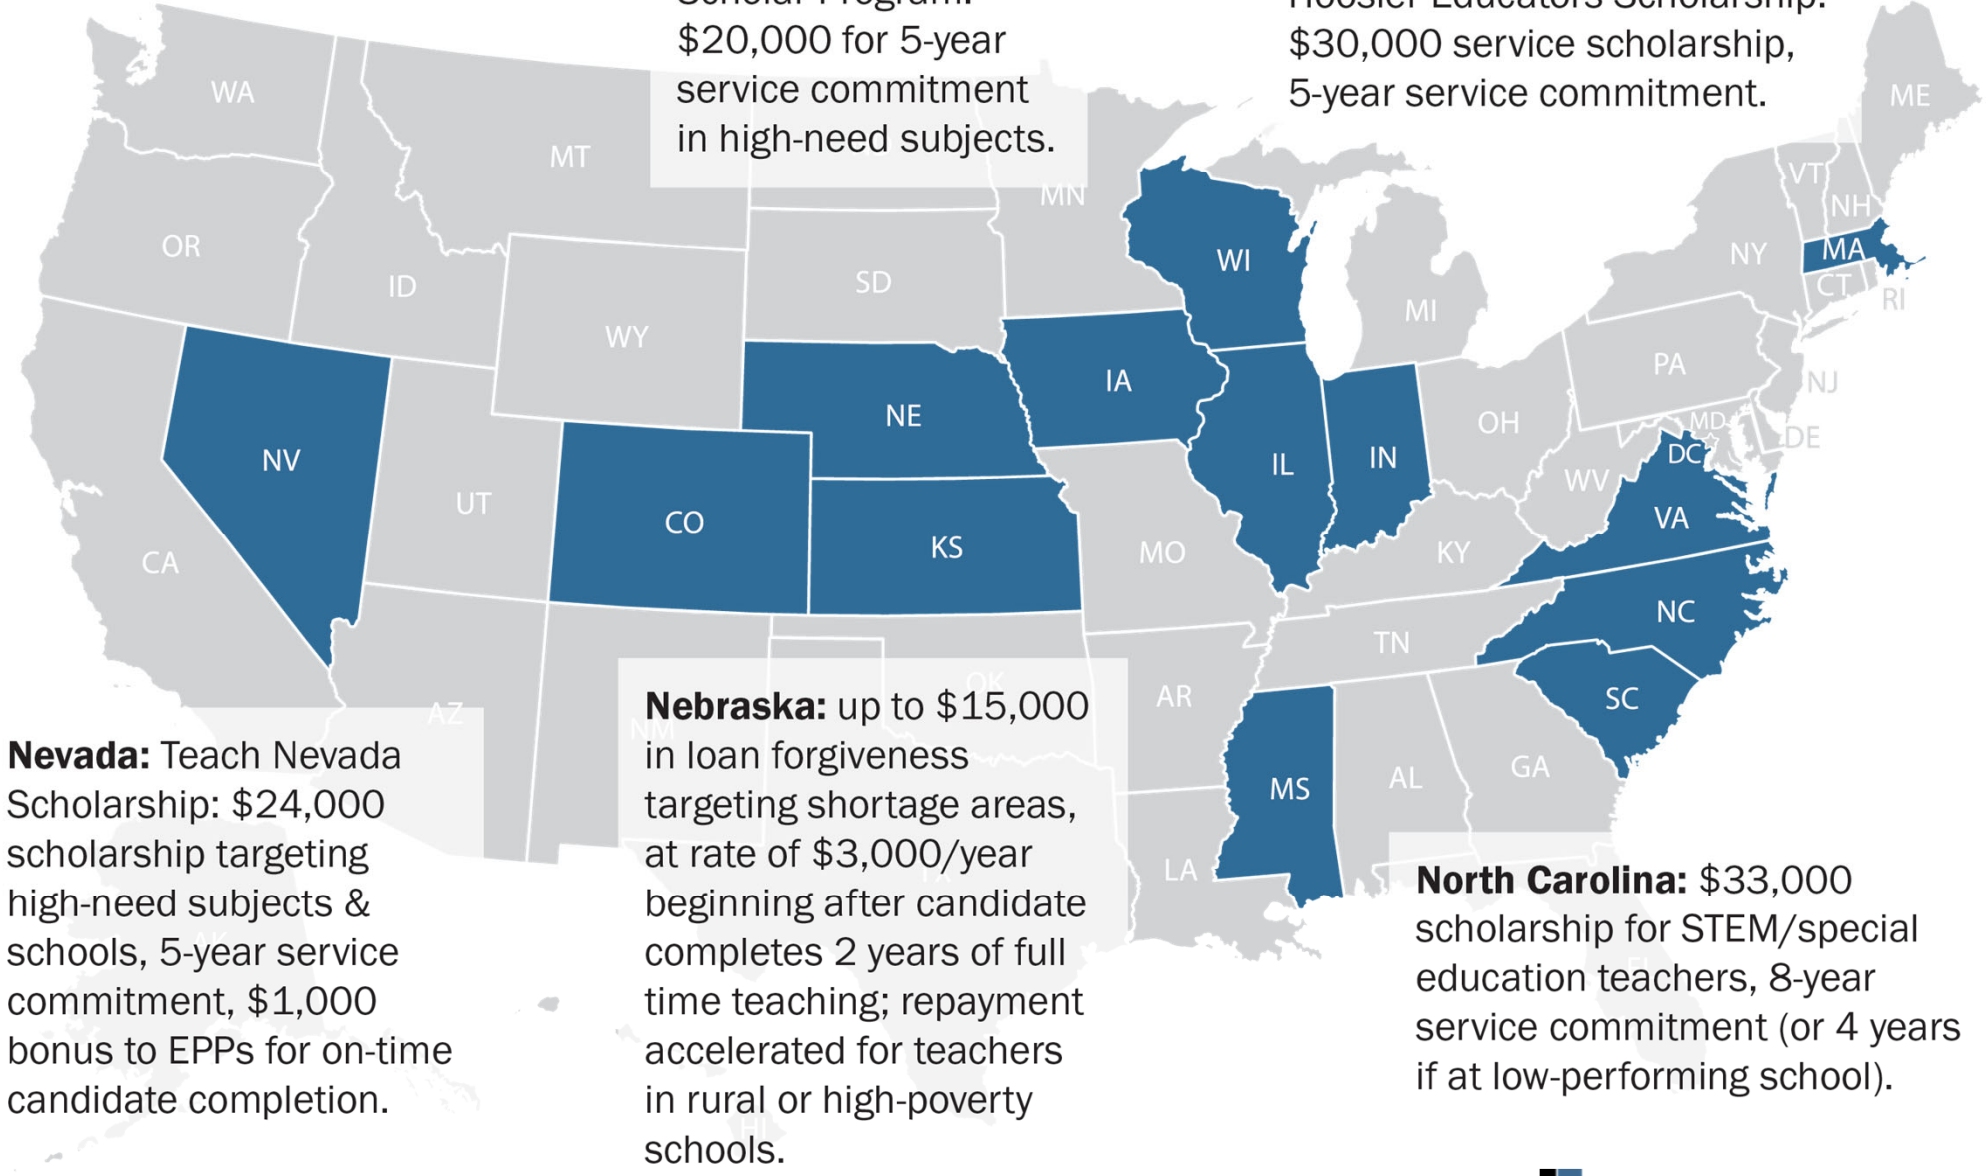 $20,000 for 5-year
service commitment
in high-need subjects.
Hoosier Educators Scholarship:
$30,000 service scholarship,
5-year service commitment.
WA
MT
MN
ME
VT
NH
OR
ID
SD
WI
NY
MA
CT
RI
WY
MI
IA
PA
NJ
NE
OH
MD
DE
NV
IL
IN
DC
WV
UT
CO
KS
VA
CA
MO
KY
NC
TN
OK
AR
SC
AZ
NM
MS
AL
GA
LA
Nevada: Teach Nevada
Scholarship: $24,000
scholarship targeting
high-need subjects &
schools, 5-year service
commitment, $1,000
bonus to EPPs for on-time
candidate completion.
Nebraska: up to $15,000
in loan forgiveness
targeting shortage areas,
at rate of $3,000/year
beginning after candidate
completes 2 years of full
time teaching; repayment
accelerated for teachers
in rural or high-poverty
schools.
North Carolina: $33,000
scholarship for STEM/special
education teachers, 8-year
service commitment (or 4 years
if at low-performing school).
HI